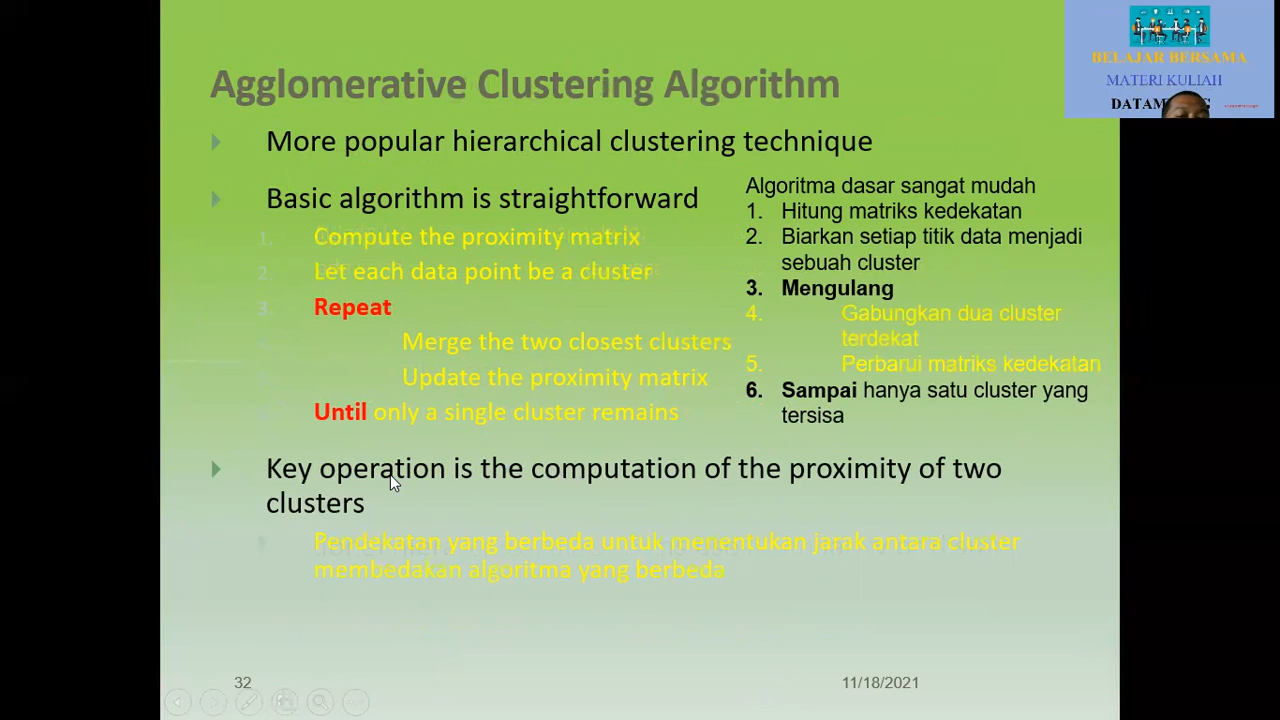 Agglomerative Clustering Algorithm
More popular hierarchical clustering technique
Basic algorithm is straightforward
1. Compute the proximity matrix
2. Let each data point be a cluster
3. Repeat
Merge the two closest clusters
Update the proximity matrix
Until only a single cluster remains
Algoritma dasar sangat mudah
1. Hitung matriks kedekatan
2. Biarkan setiap titik data menjadi
sebuah cluster
3. Mengulang
4. Gabungkan dua cluster
terdekat
5. Perbarui matriks kedekatan
6. Sampai hanya satu cluster yang
tersisa
Key operation is the computation of the proximity of two
clusters
Pendekatan yang berbeda untuk menentukan jarak antara cluster
membedakan algoritma yang berbeda
32
11/18/2021
BELAJAR BERSAMA
MATERI KULIAH